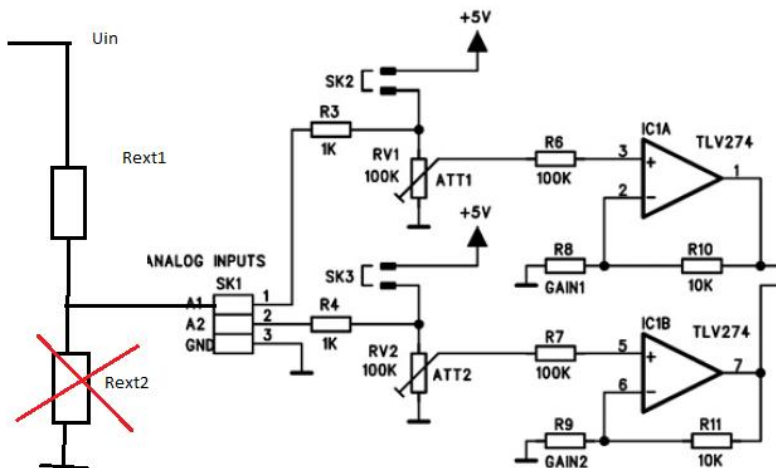 Uin
+5V
SK2
R3
1K
RV1
100K
ATT1
R6
100K
IC1A
TLV274
3
+
2
-
1
Rext1
R8
GAIN1
R10
10K
+5V
ANALOG INPUTS
SK1
A1
1
A2
2
GND
3
SK3
R4
1K
RV2
100K
ATT2
R7
100K
IC1B
TLV274
5
+
6
-
7
Rext2
R9
GAIN2
R11
10K